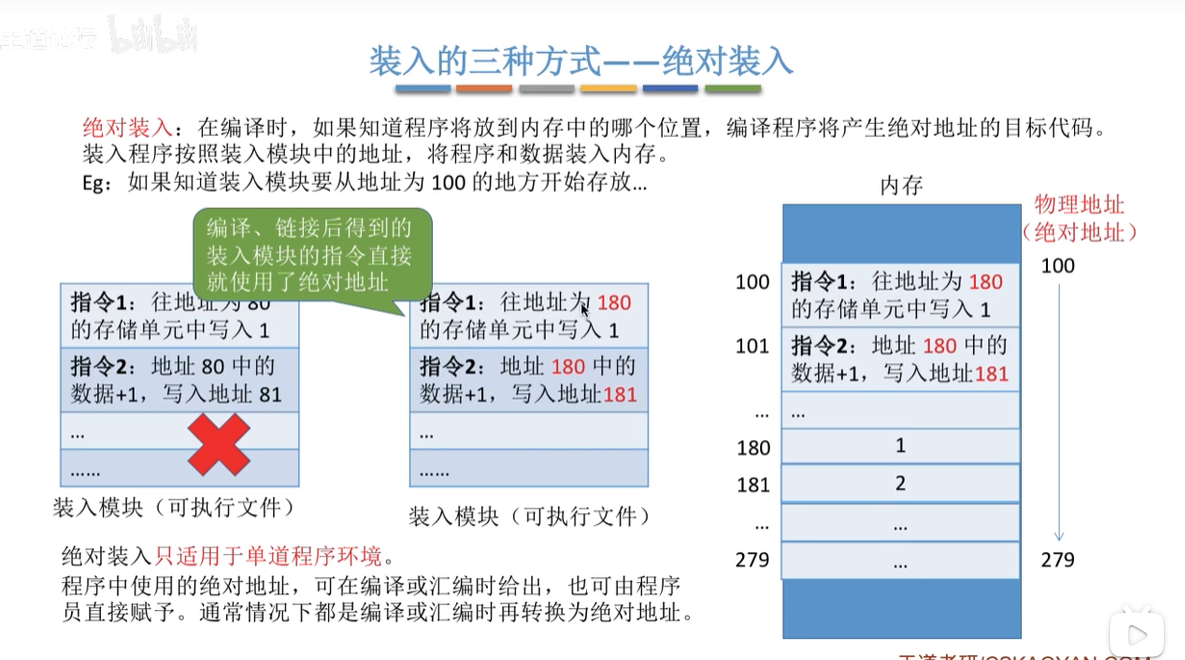 bilibili
装入的三种方式——绝对装入
绝对装入：在编译时，如果知道程序将放到内存中的哪个位置，编译程序将产生绝对地址的目标代码。
装入程序按照装入模块中的地址，将程序和数据装入内存。
Eg：如果知道装入模块要从地址为 100 的地方开始存放...
编译、链接后得到的
装入模块的指令直接
就使用了绝对地址
指令1：往地址为 80
的存储单元中写入 1
指令2：地址 80 中的
数据+1，写入地址 81
...
......
装入模块（可执行文件）
指令1：往地址为 180
的存储单元中写入 1
指令2：地址 180 中的
数据+1，写入地址181
...
......
装入模块（可执行文件）
绝对装入只适用于单道程序环境。
程序中使用的绝对地址，可在编译或汇编时给出，也可由程序
员直接赋予。通常情况下都是编译或汇编时再转换为绝对地址。
内存
物理地址
（绝对地址）
100
指令1：往地址为 180
的存储单元中写入 1
100
101
指令2：地址 180 中的
数据+1，写入地址181
...
...
180
1
181
2
...
...
279
...
279